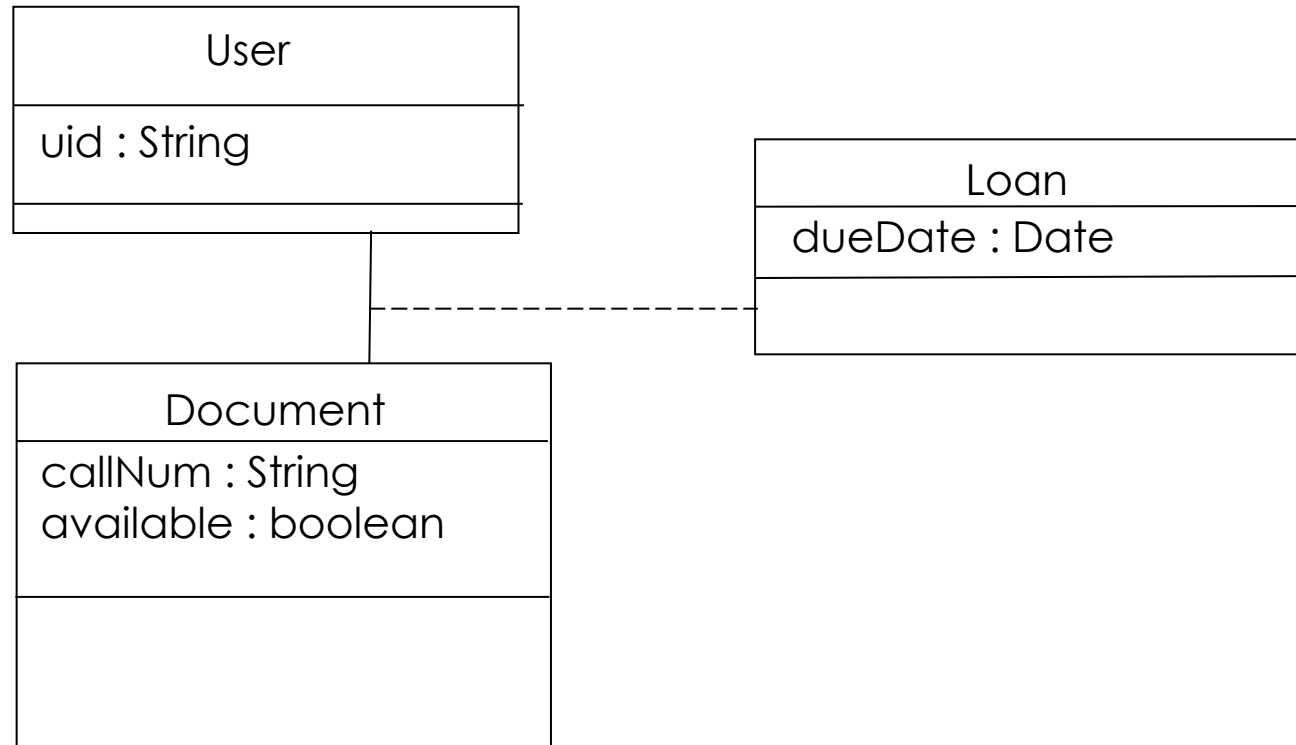 User
uid : String
Loan
dueDate : Date
Document
callNum : String
available : boolean